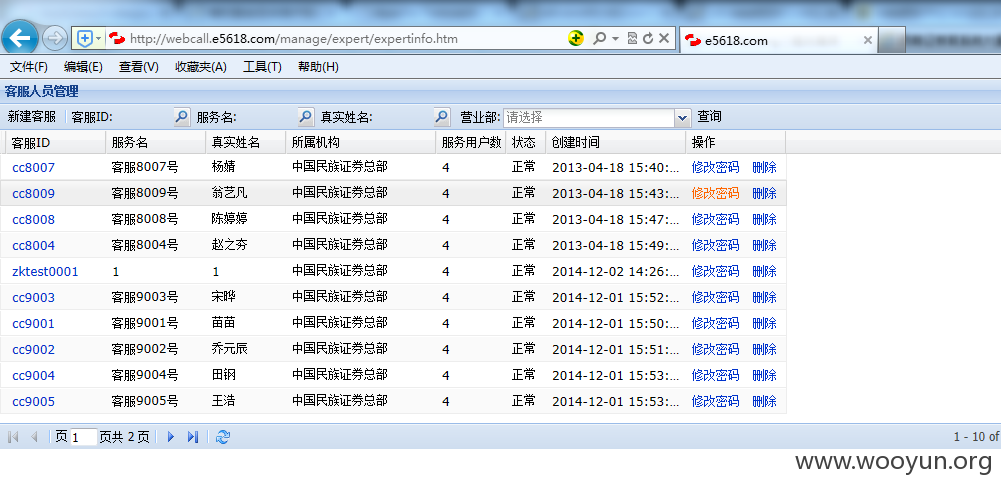 http://webcall.e5618.com/manage/expert/expertinfo.htm
e5618.com
文件(F) 编辑(E) 查看(V) 收藏夹(A) 工具(T) 帮助(H)
客服人员管理
新建客服 客服ID: 服务名: 真实姓名: 营业部: 请选择 查询
客服ID 服务名 真实姓名 所属机构 服务用户数 状态 创建时间 操作
cc8007 客服8007号 杨婧 中国民族证券总部 4 正常 2013-04-18 15:40:... 修改密码 删除
cc8009 客服8009号 翁艺凡 中国民族证券总部 4 正常 2013-04-18 15:43:... 修改密码 删除
cc8008 客服8008号 陈婷婷 中国民族证券总部 4 正常 2013-04-18 15:47:... 修改密码 删除
cc8004 客服8004号 赵之夯 中国民族证券总部 4 正常 2013-04-18 15:49:... 修改密码 删除
zktest0001 1 1 中国民族证券总部 4 正常 2014-12-02 14:26:... 修改密码 删除
cc9003 客服9003号 宋晔 中国民族证券总部 4 正常 2014-12-01 15:52:... 修改密码 删除
cc9001 客服9001号 苗苗 中国民族证券总部 4 正常 2014-12-01 15:50:... 修改密码 删除
cc9002 客服9002号 乔元辰 中国民族证券总部 4 正常 2014-12-01 15:51:... 修改密码 删除
cc9004 客服9004号 田钢 中国民族证券总部 4 正常 2014-12-01 15:53:... 修改密码 删除
cc9005 客服9005号 王浩 中国民族证券总部 4 正常 2014-12-01 15:53:... 修改密码 删除
页 1 页共 2 页 1 - 10 of
www.wooyun.org